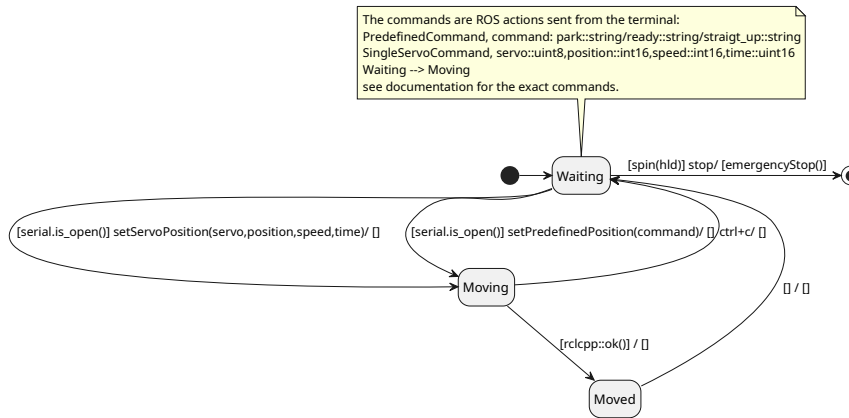 The commands are ROS actions sent from the terminal:
PredefinedCommand, command: park::string/ready::string/straigt_up::string
SingleServoCommand, servo::uint8,position::int16,speed::int16,time::uint16
Waiting --> Moving
see documentation for the exact commands.
[spin(hld)] stop/ [emergencyStop()]
Waiting
[serial.is_open()] setServoPosition(servo,position,speed,time)/ []
[serial.is_open()] setPredefinedPosition(command)/ []
ctrl+c/ []
Moving
[] / []
[rclcpp::ok()] / []
Moved